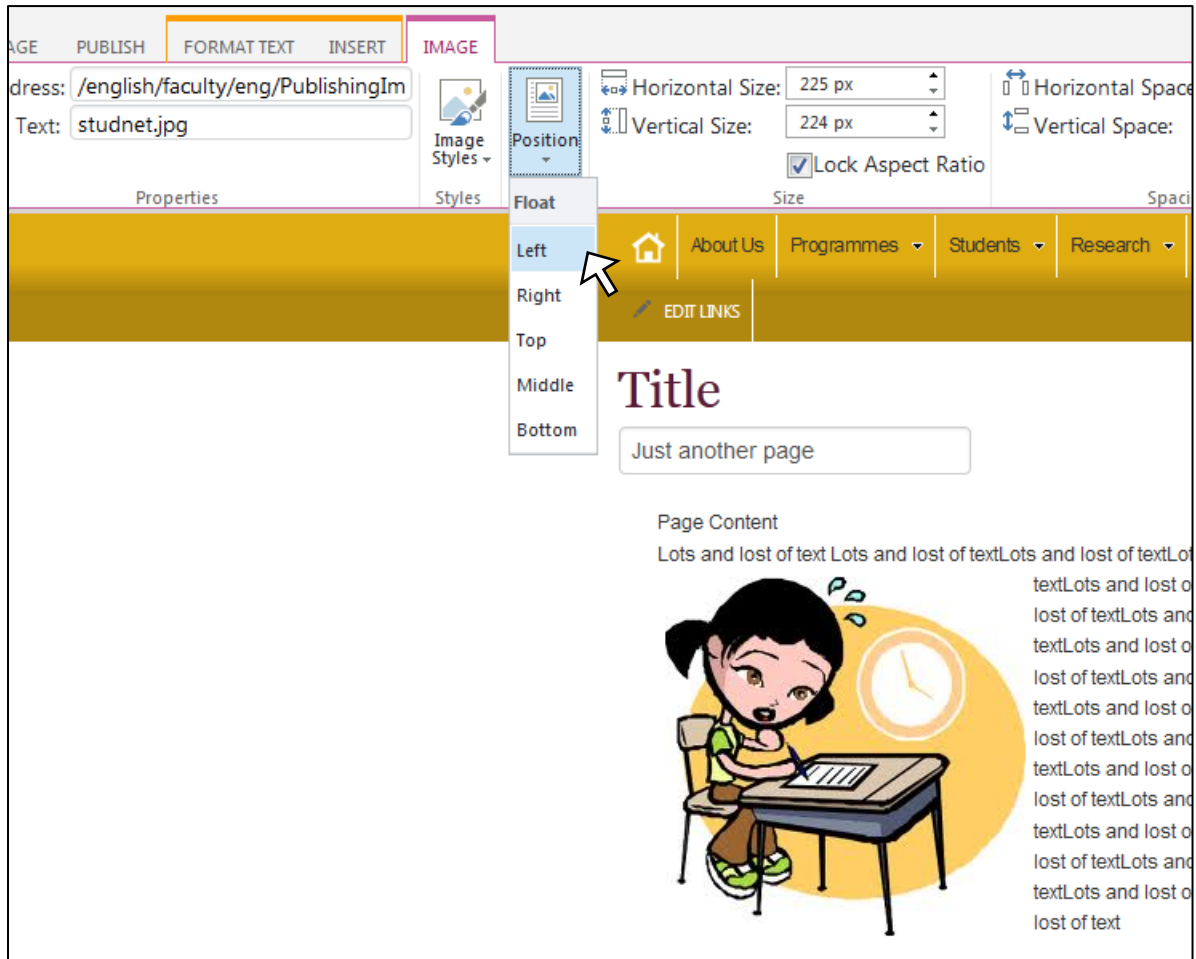 AGE PUBLISH FORMAT TEXT INSERT IMAGE
dress: /english/faculty/eng/PublishingIm
Text: studnet.jpg
Image Styles
Position
Horizontal Size: 225 px
Vertical Size: 224 px
Lock Aspect Ratio
Horizontal Space
Vertical Space:
Properties Styles Size Spaci
Float
Left
Right
Top
Middle
Bottom
About Us Programmes Students Research
EDIT LINKS
Title
Just another page
Page Content
Lots and lost of text Lots and lost of textLots and lost of textLot
textLots and lost o
lost of textLots and
textLots and lost o
lost of textLots and
textLots and lost o
lost of textLots and
textLots and lost o
lost of textLots and
textLots and lost o
lost of textLots and
textLots and lost o
lost of text